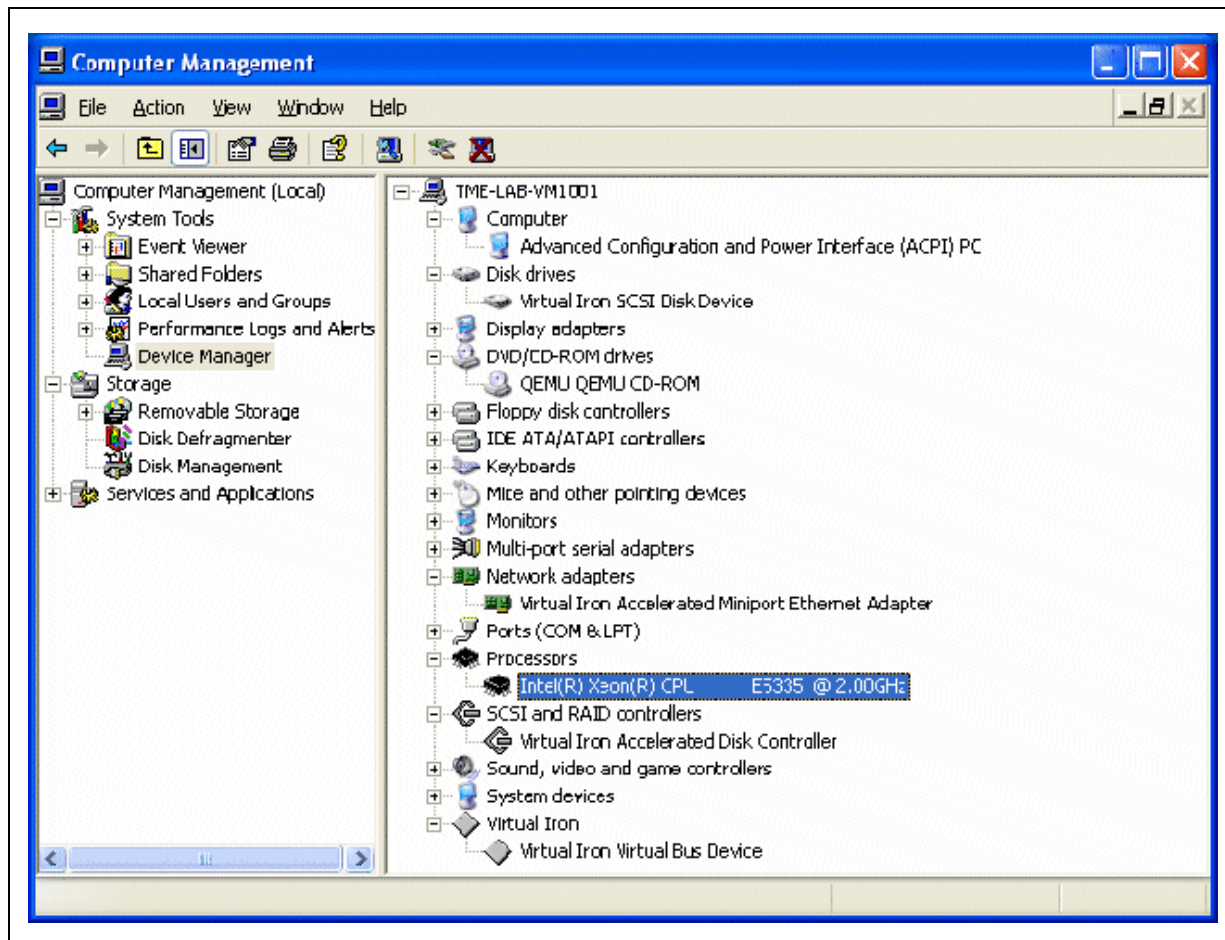 Computer Management
File Action View Window Help
Computer Management (Local)
System Tools
Event Viewer
Shared Folders
Local Users and Groups
Performance Logs and Alerts
Device Manager
Storage
Removable Storage
Disk Defragmenter
Disk Management
Services and Applications
TME-LAB-VM1001
Computer
Advanced Configuration and Power Interface (ACPI) PC
Disk drives
Virtual Iron SCSI Disk Device
Display adapters
DVD/CD-ROM drives
QEMU QEMU CD-ROM
Floppy disk controllers
IDE ATA/ATAPI controllers
Keyboards
Mice and other pointing devices
Monitors
Multi-port serial adapters
Network adapters
Virtual Iron Accelerated Miniport Ethernet Adapter
Ports (COM & LPT)
Processors
Intel(R) Xeon(R) CPU E5335 @ 2.00GHz
SCSI and RAID controllers
Virtual Iron Accelerated Disk Controller
Sound, video and game controllers
System devices
Virtual Iron
Virtual Iron Virtual Bus Device